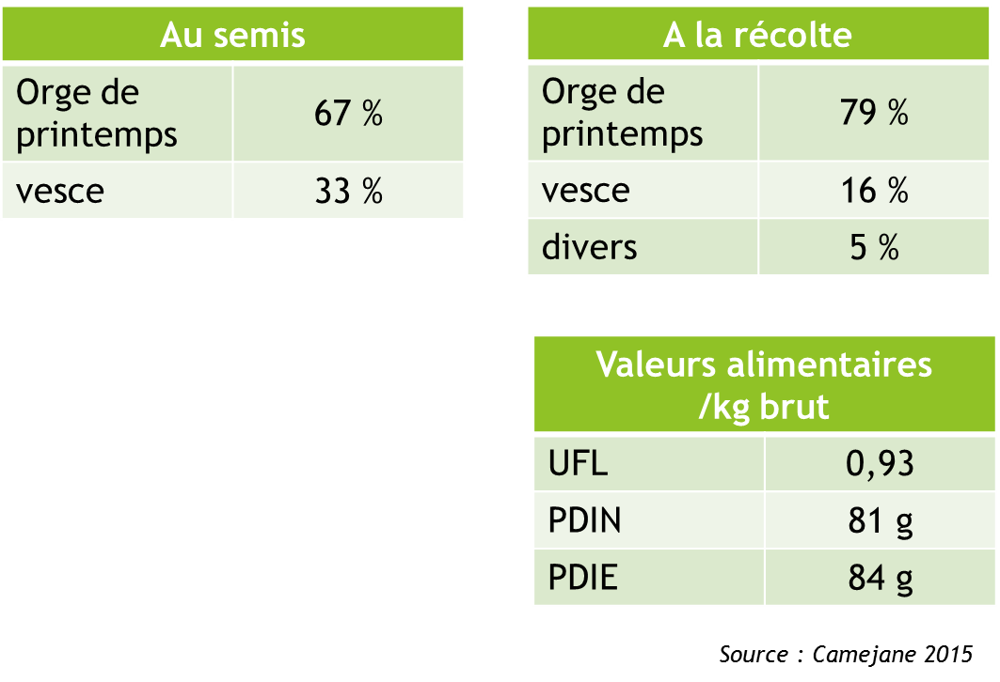 Au semis
Orge de
printemps
67 %
vesce
33 %
A la récolte
Orge de
printemps
79 %
vesce
16 %
divers
5 %
Valeurs alimentaires
/kg brut
UFL
0,93
PDIN
81 g
PDIE
84 g
Source : Camejane 2015